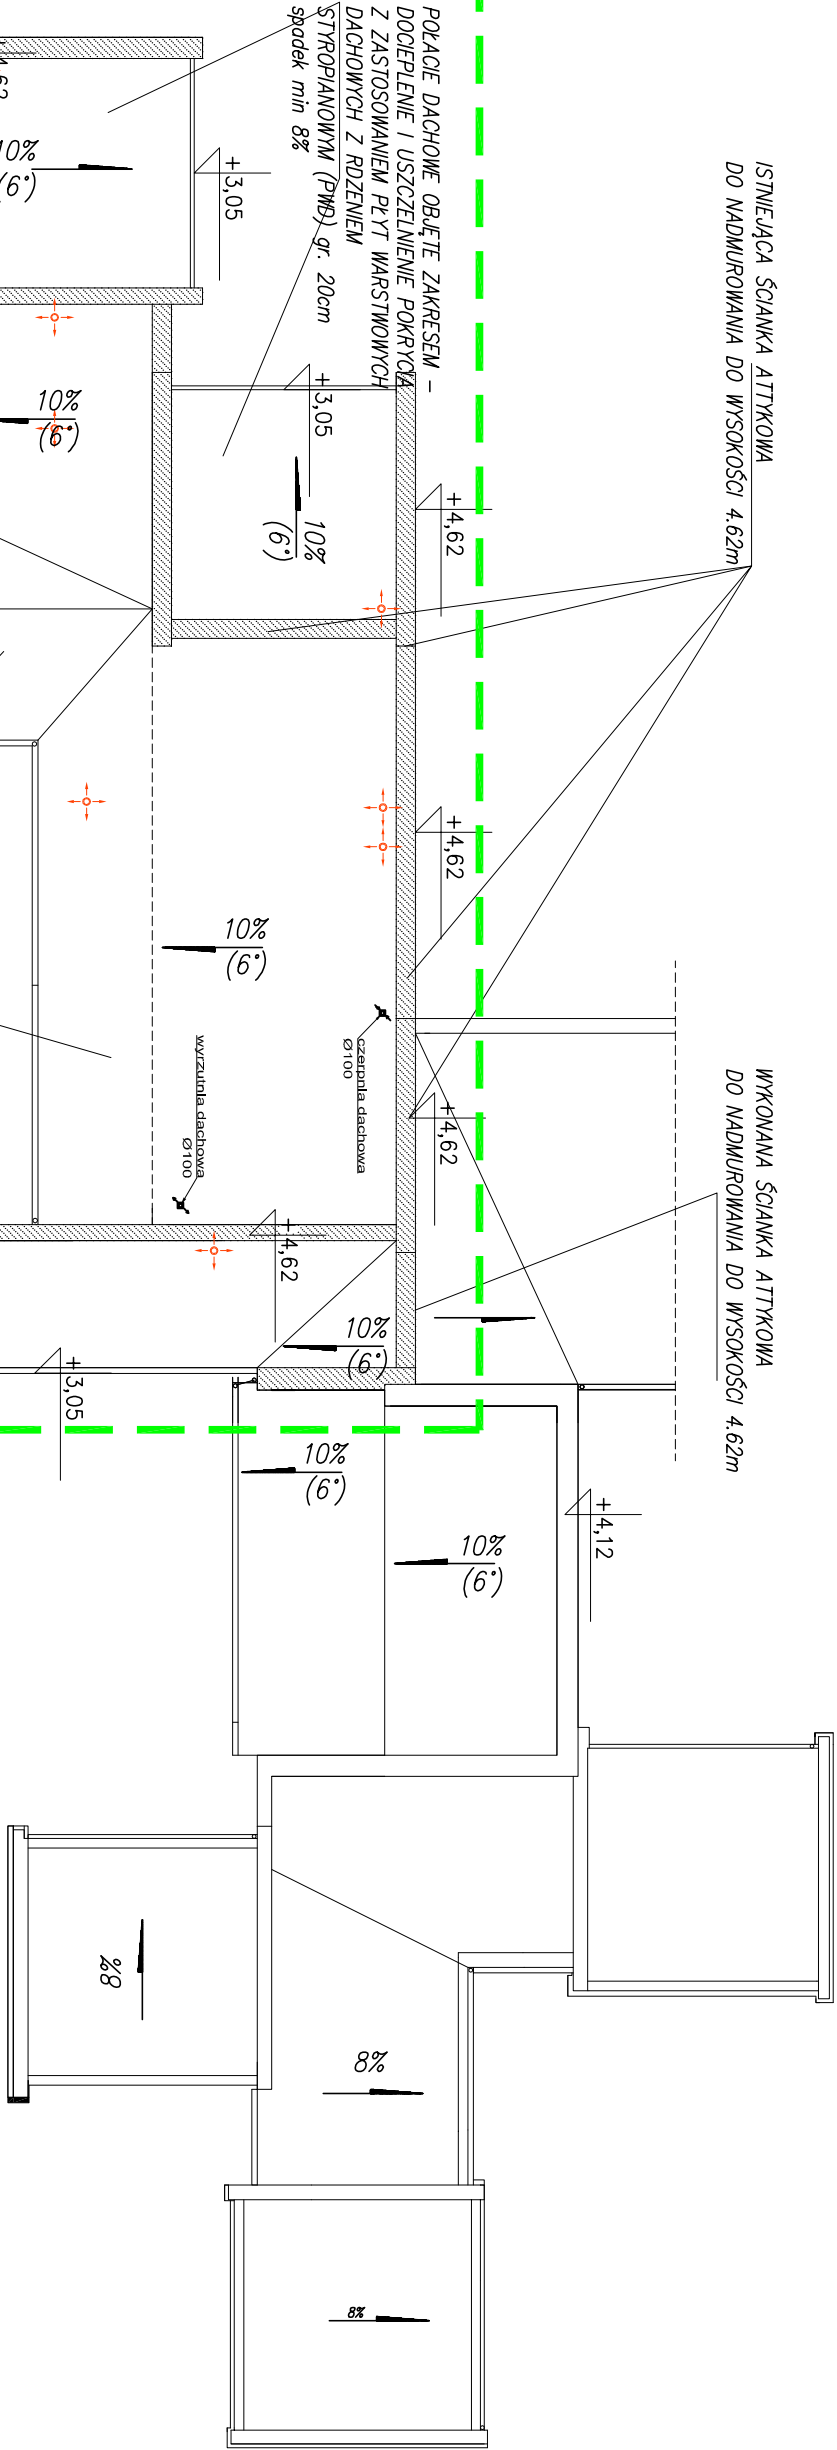 ISTNIEJĄCA ŚCIANKA ATTYKOWA
DO NADMUROWANIA DO WYSOKOŚCI 4.62m
WYKONANA ŚCIANKA ATTYKOWA
DO NADMUROWANIA DO WYSOKOŚCI 4.62m
POŁACIE DACHOWE OBJĘTE ZAKRESEM –
DOCIEPLENIE I USZCZELNIENIE POKRYCIA
Z ZASTOSOWANIEM PŁYT WARSTWOWYCH
DACHOWYCH Z RDZENIEM
STYROPIANOWYM (PWD) gr. 20cm
spadek min 8%
10%
(6°)
+3,05
10%
(6°)
+3,05
10%
(6°)
+4,62
+4,62
10%
(6°)
czerpnia dachowa
Ø100
wyrzutnia dachowa
Ø100
+4,62
+4,62
10%
(6°)
+3,05
10%
(6°)
10%
(6°)
+4,12
8%
8%
8%